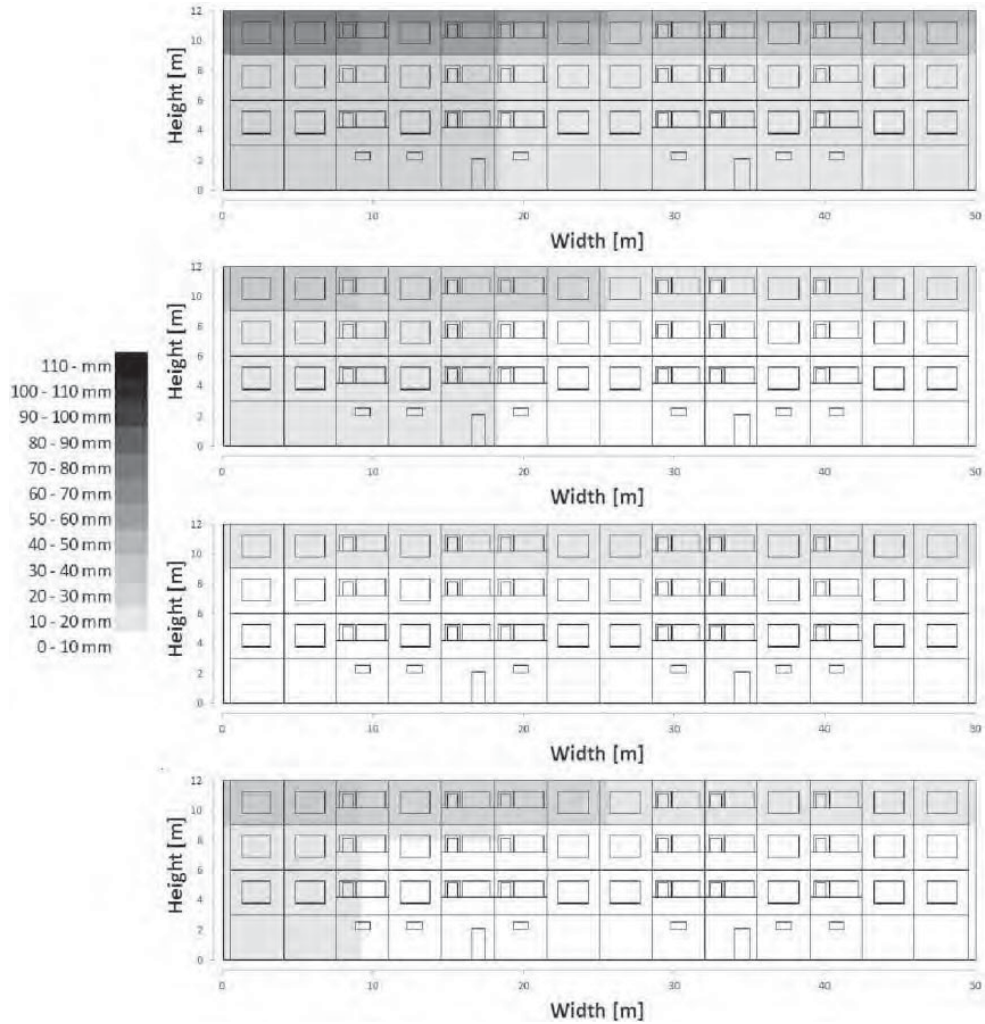 12
10
8
6
4
2
0
Height [m]
0 10 20 30 40 50
Width [m]
12
10
8
6
4
2
0
Height [m]
0 10 20 30 40 50
Width [m]
110 - mm
100 - 110 mm
90 - 100 mm
80 - 90 mm
70 - 80 mm
60 - 70 mm
50 - 60 mm
40 - 50 mm
30 - 40 mm
20 - 30 mm
10 - 20 mm
0 - 10 mm
12
10
8
6
4
2
0
Height [m]
0 10 20 30 40 50
Width [m]
12
10
8
6
4
2
0
Height [m]
0 10 20 30 40 50
Width [m]